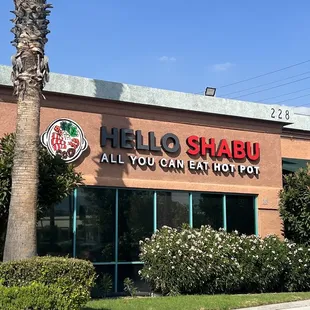 228
HELLO SHABU
ALL YOU CAN EAT HOT POT